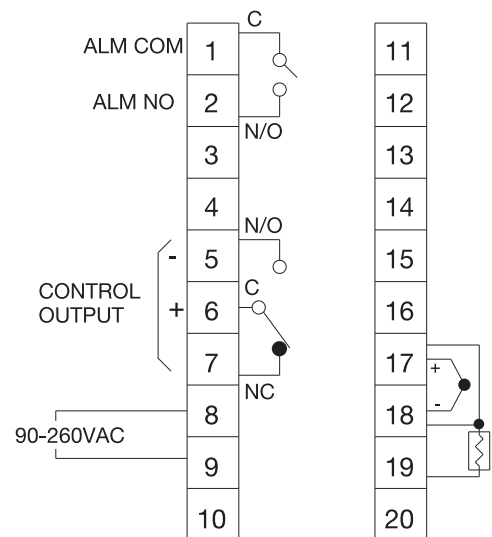 C
ALM COM 1 11
ALM NO 2 12
N/O
3 13
4 14
N/O
- 5 15
C
CONTROL
OUTPUT
+ 6 16
7 17
+
NC
-
8 18
90-260VAC
9 19
10 20